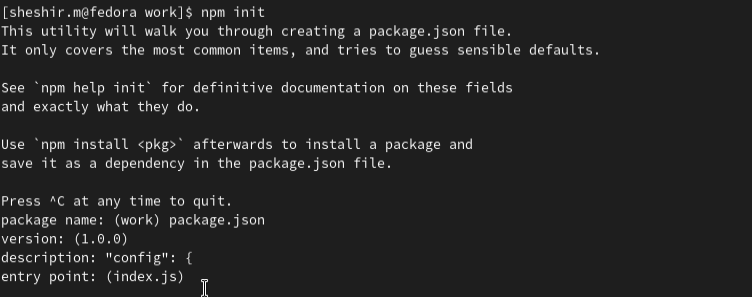 [sheshir.m@fedora work]$ npm init
This utility will walk you through creating a package.json file.
It only covers the most common items, and tries to guess sensible defaults.
See `npm help init` for definitive documentation on these fields
and exactly what they do.
Use `npm install <pkg>` afterwards to install a package and
save it as a dependency in the package.json file.
Press ^C at any time to quit.
package name: (work) package.json
version: (1.0.0)
description: "config": {
entry point: (index.js)